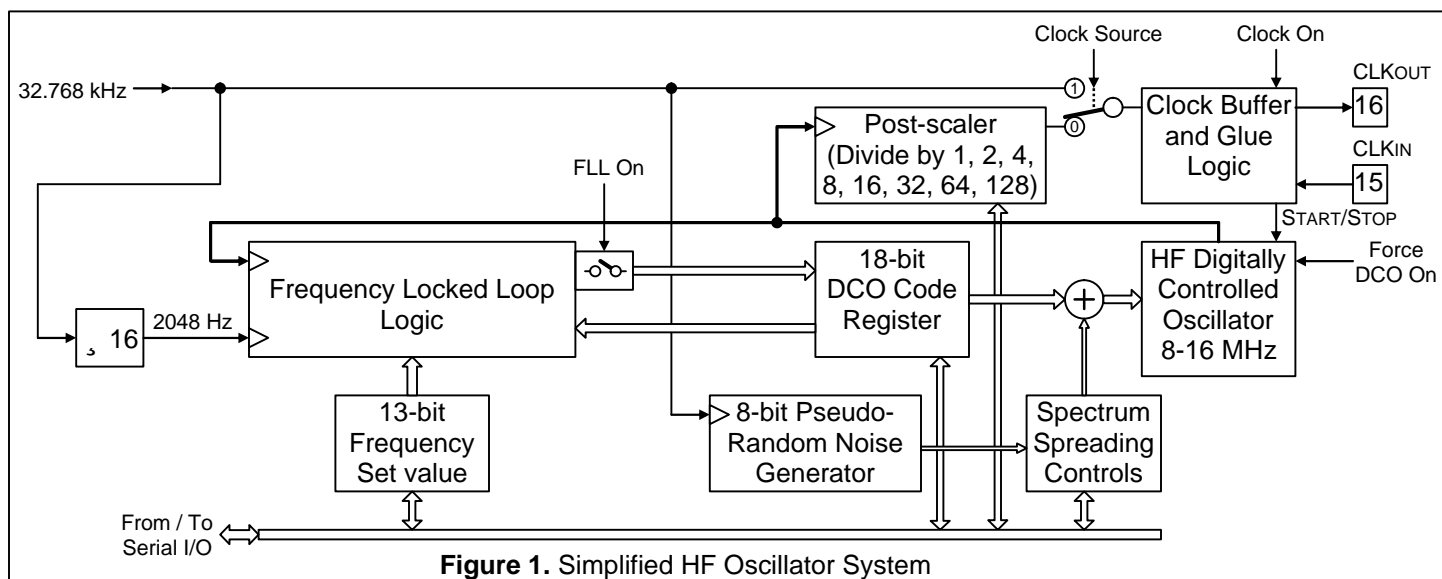 Clock Source
Clock On
32.768 kHz
1
0
CLKOUT
16
CLKIN
15
Clock Buffer
and Glue
Logic
Post-scaler
(Divide by 1, 2, 4,
8, 16, 32, 64, 128)
FLL On
START/STOP
Force
DCO On
HF Digitally
Controlled
Oscillator
8-16 MHz
Frequency Locked Loop
Logic
18-bit
DCO Code
Register
+
16
2048 Hz
13-bit
Frequency
Set value
8-bit Pseudo-
Random Noise
Generator
Spectrum
Spreading
Controls
From / To
Serial I/O
Figure 1. Simplified HF Oscillator System